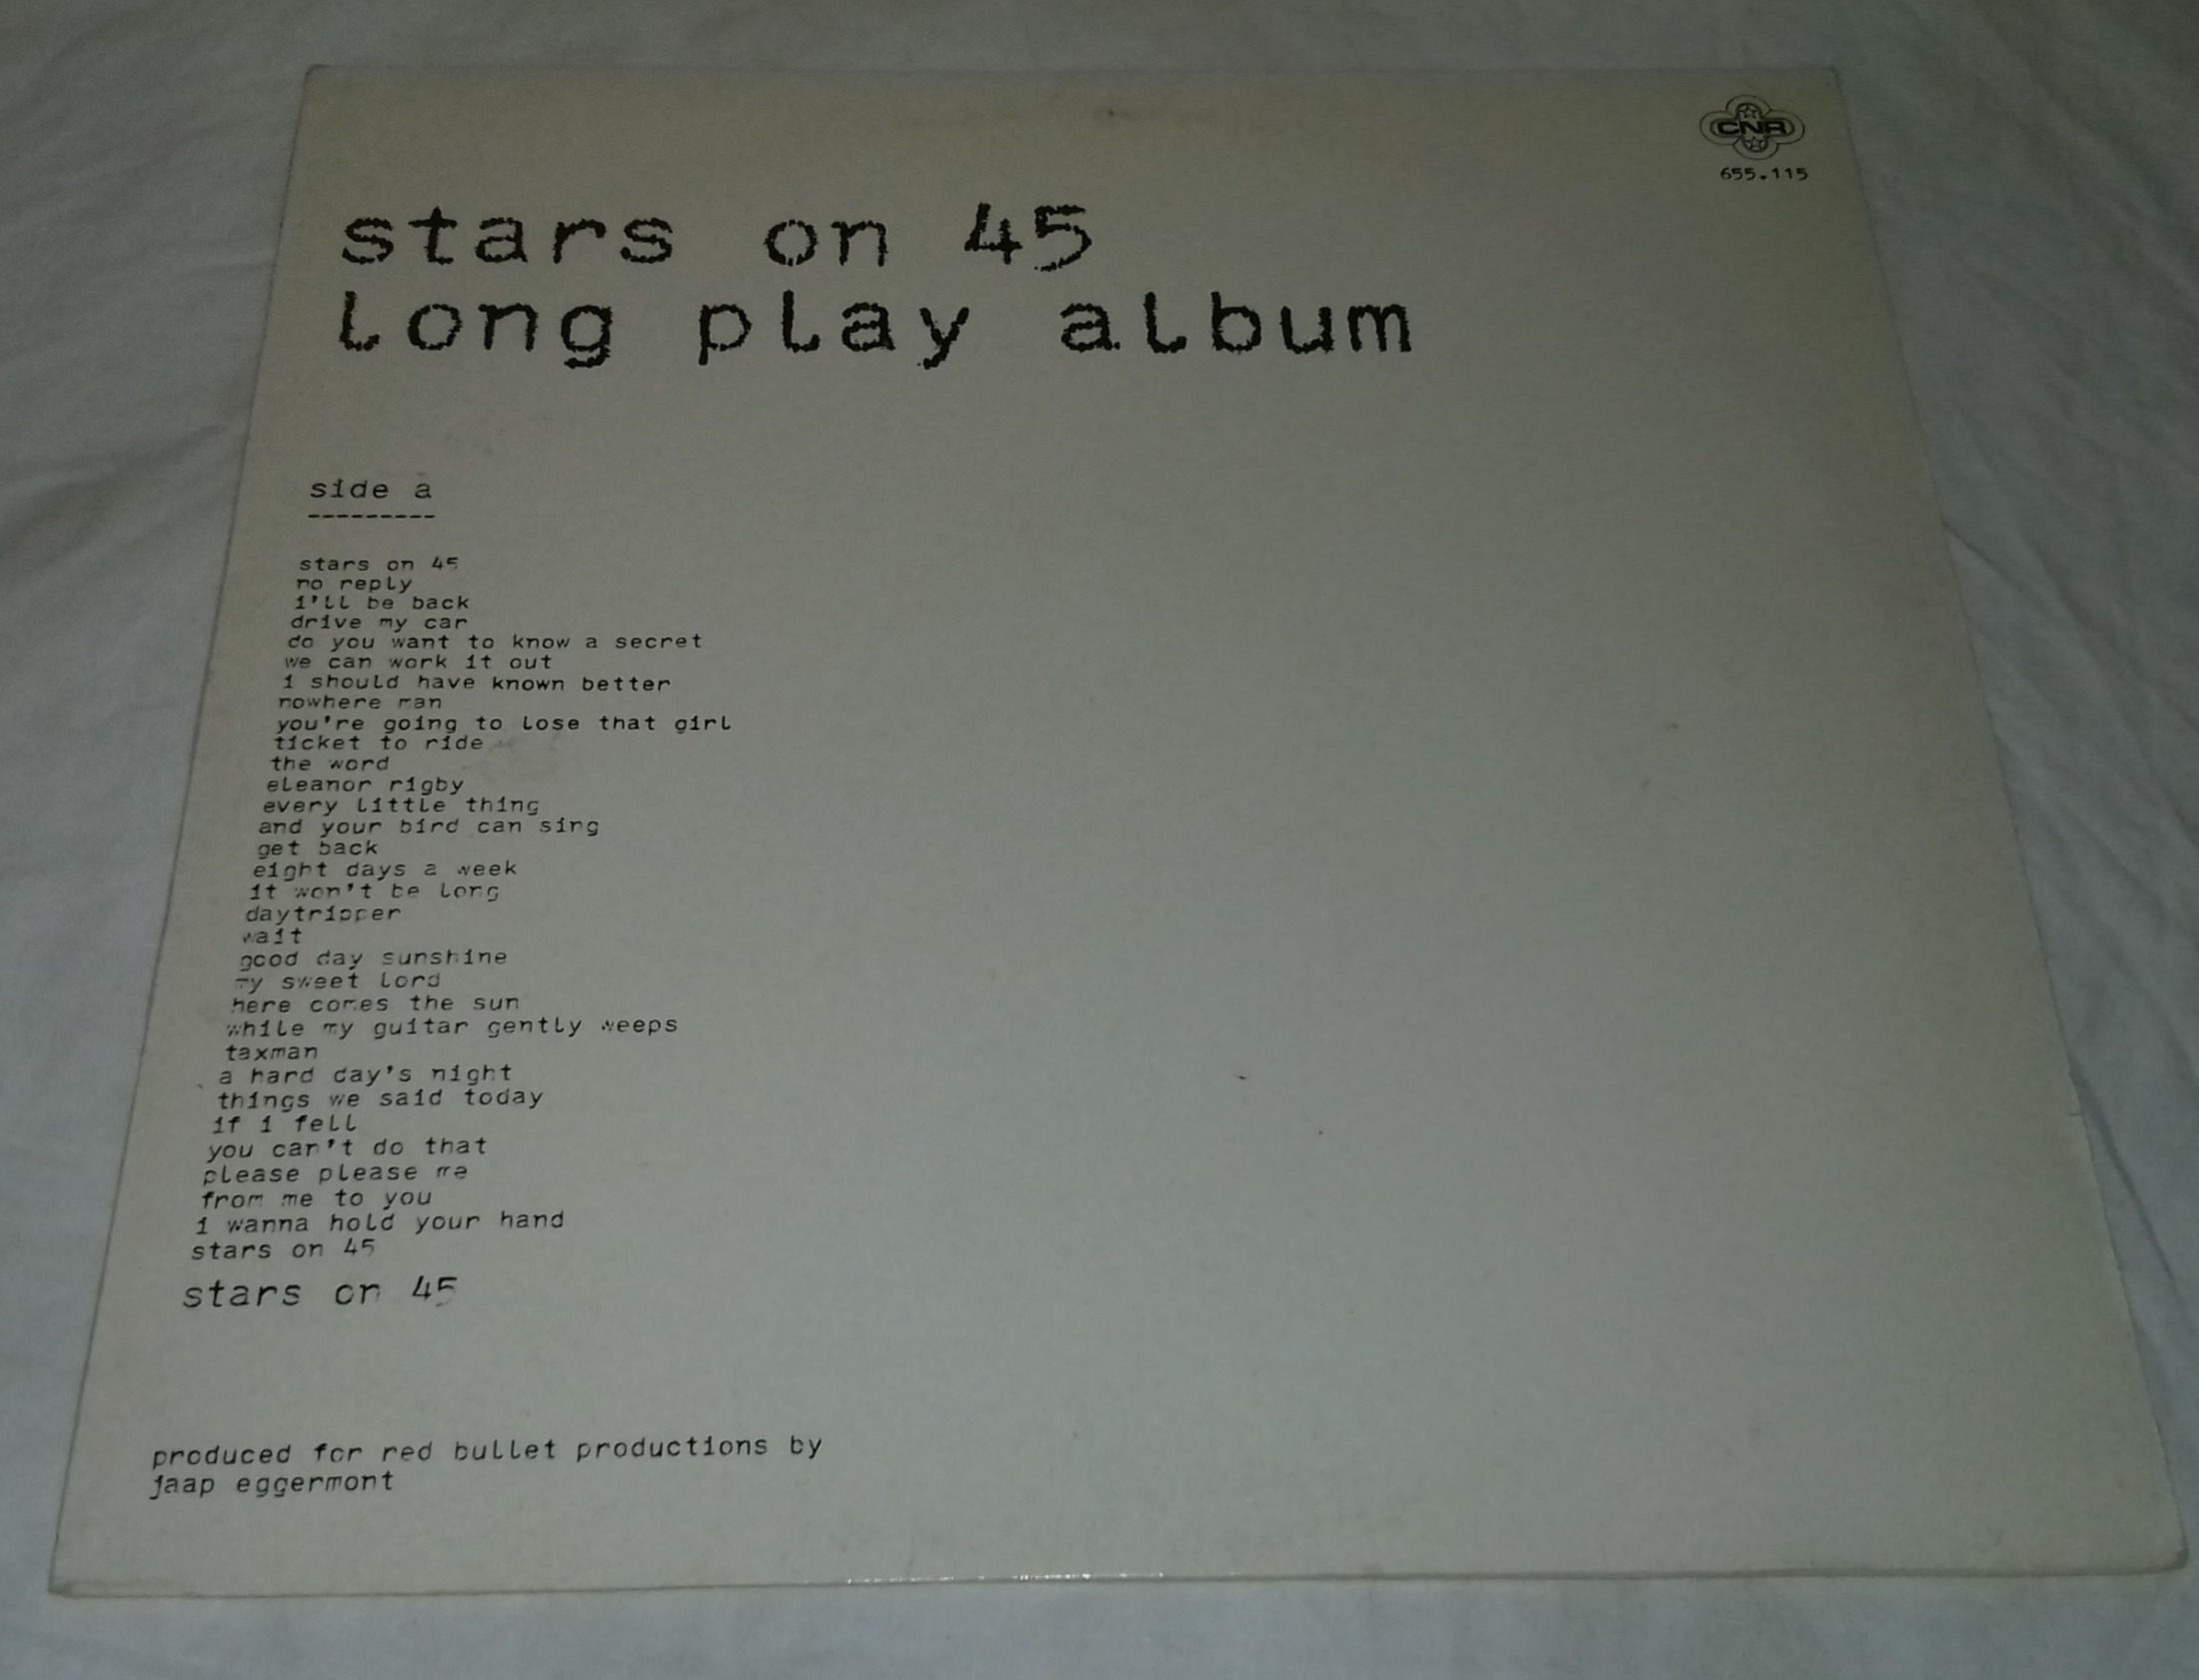 CNR
655.115
stars on 45
long play album
side a
---------
stars on 45
no reply
i'll be back
drive my car
do you want to know a secret
we can work it out
i should have known better
nowhere man
you're going to lose that girl
ticket to ride
the word
eleanor rigby
every little thing
and your bird can sing
get back
eight days a week
it won't be long
daytripper
wait
good day sunshine
my sweet lord
here comes the sun
while my guitar gently weeps
taxman
a hard day's night
things we said today
if i fell
you can't do that
please please me
from me to you
i wanna hold your hand
stars on 45
stars on 45
produced for red bullet productions by
jaap eggermont